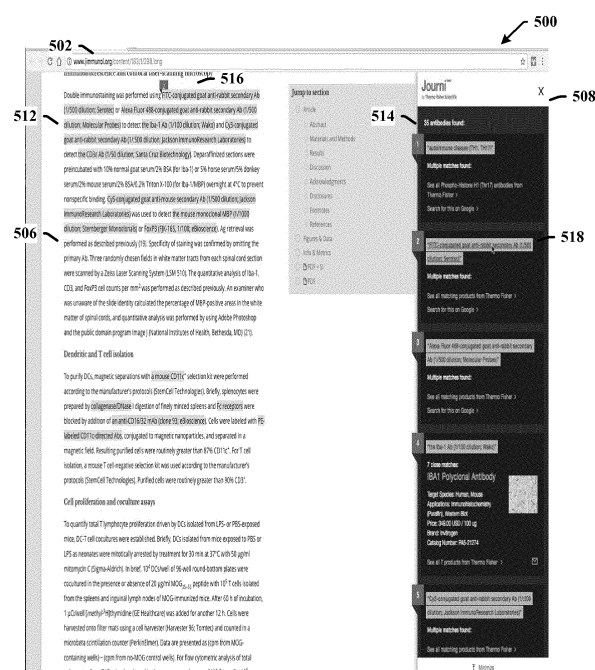 500
502
www.jimmunol.org/content/183/1/238.long
Immunofluorescence and confocal laser-scanning microscopy
516
Double immunostaining was performed using FITC-conjugated goat anti-rabbit secondary Ab
(1/500 dilution; Serotec) or Alexa Fluor 488-conjugated goat anti-rabbit secondary Ab (1/500
512
dilution; Molecular Probes) to detect the Iba-1 Ab (1/100 dilution; Wako) and Cy5-conjugated
goat anti-rabbit secondary Ab (1/500 dilution; Jackson ImmunoResearch Laboratories) to
detect the CD3ε Ab (1/50 dilution; Santa Cruz Biotechnology). Deparaffinized sections were
preincubated with 10% normal goat serum/2% BSA (for Iba-1) or 5% horse serum/5% donkey
serum/2% mouse serum/2% BSA/0.2% Triton X-100 (for Iba-1/MBP) overnight at 4°C to prevent
nonspecific binding. Cy5-conjugated goat anti-mouse secondary Ab (1/500 dilution; Jackson
ImmunoResearch Laboratories) was used to detect the mouse monoclonal MBP (1/1000
dilution; Sternberger Monoclonals) or FoxP3 (FJK-16S, 1/100; eBioscience). Ag retrieval was
506
performed as described previously (19). Specificity of staining was confirmed by omitting the
primary Ab. Three randomly chosen fields in white matter tracts from each spinal cord section
were scanned by a Zeiss Laser Scanning System (LSM 510). The quantitative analysis of Iba-1,
CD3, and FoxP3 cell counts per mm² was performed as described previously. An examiner who
was unaware of the slide identity calculated the percentage of MBP-positive areas in the white
matter of spinal cords, and quantitative analysis was performed by using Adobe Photoshop
and the public domain program Image J (National Institutes of Health, Bethesda, MD) (21).
Dendritic and T cell isolation
To purify DCs, magnetic separations with a mouse CD11c⁺ selection kit were performed
according to the manufacturer's protocols (StemCell Technologies). Briefly, splenocytes were
prepared by collagenase/DNase I digestion of finely minced spleens and Fc receptors were
blocked by addition of an anti-CD16/32 mAb (clone 93; eBioscience). Cells were labeled with PE-
labeled CD11c-directed Abs, conjugated to magnetic nanoparticles, and separated in a
magnetic field. Resulting purified cells were routinely greater than 87% CD11c⁺. For T cell
isolation, a mouse T cell-negative selection kit was used according to the manufacturer's
protocols (StemCell Technologies). Purified cells were routinely greater than 90% CD3⁺.
Cell proliferation and coculture assays
To quantify total T lymphocyte proliferation driven by DCs isolated from LPS- or PBS-exposed
mice, DC-T cell cocultures were established. Briefly, DCs isolated from mice exposed to PBS or
LPS as neonates were mitotically arrested by treatment for 30 min at 37°C with 50 µg/ml
mitomycin C (Sigma-Aldrich). In brief, 10⁴ DCs/well of 96-well round-bottom plates were
cocultured in the presence or absence of 20 µg/ml MOG₃₅₋₅₅ peptide with 10⁵ T cells isolated
from the spleens and inguinal lymph nodes of MOG-immunized mice. After 60 h of incubation,
1 µCi/well [methyl-³H]thymidine (GE Healthcare) was added for another 12 h. Cells were
harvested onto filter mats using a cell harvester (Harvester 96; Tomtec) and counted in a
microbeta scintillation counter (PerkinElmer). Data are presented as (cpm from MOG-
containing wells) – (cpm from no-MOG control wells). For flow cytometric analysis of total
Jump to section
Article
Abstract
Materials and Methods
Results
Discussion
Acknowledgments
Disclosures
Footnotes
References
Figures & Data
Info & Metrics
PDF + SI
PDF
Journi
by Thermo Fisher Scientific
X
508
514
35 antibodies found:
1
"autoimmune disease (TH1, TH17)"
Multiple matches found:
See all Phospho-Histone H1 (Thr17) antibodies from
Thermo Fisher >
Search for this on Google >
518
2
"FITC-conjugated goat anti-rabbit secondary Ab (1/500
dilution; Serotec)"
Multiple matches found:
See all matching products from Thermo Fisher >
Search for this on Google >
3
"Alexa Fluor 488-conjugated goat anti-rabbit secondary
Ab (1/500 dilution; Molecular Probes)"
Multiple matches found:
See all matching products from Thermo Fisher >
Search for this on Google >
4
"the Iba-1 Ab (1/100 dilution; Wako)"
7 close matches:
IBA1 Polyclonal Antibody
Target Species: Human, Mouse
Applications: Immunohistochemistry
(Paraffin), Western Blot
Price: 349.00 USD / 100 ug
Brand: Invitrogen
Catalog Number: PA5-21274
See all 7 products from Thermo Fisher >
5
"Cy5-conjugated goat anti-rabbit secondary Ab (1/500
dilution; Jackson ImmunoResearch Laboratories)"
Multiple matches found:
See all matching products from Thermo Fisher >
Minimize